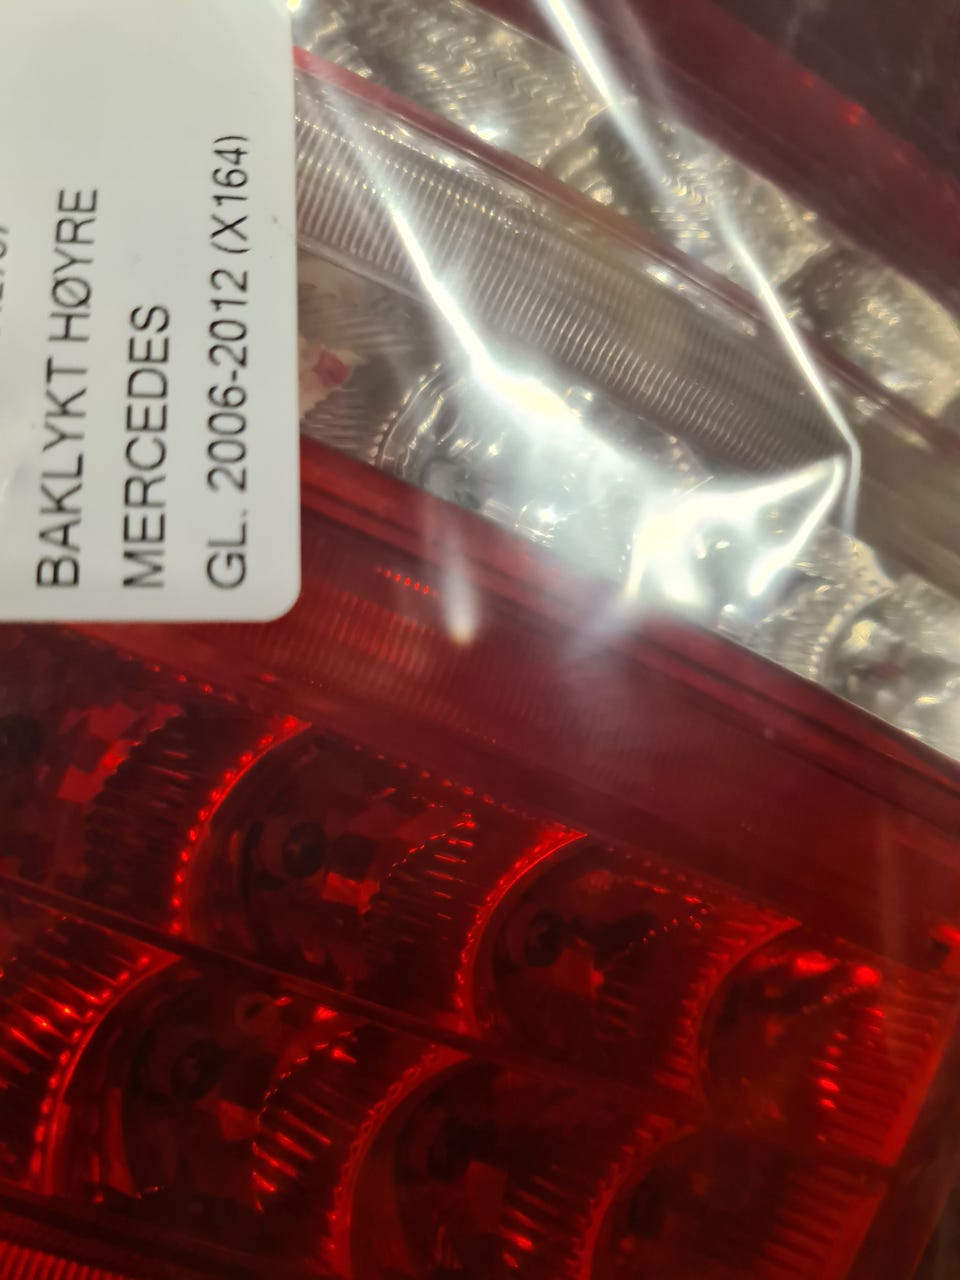 BAKLYKT HØYRE
MERCEDES
GL. 2006-2012 (X164)